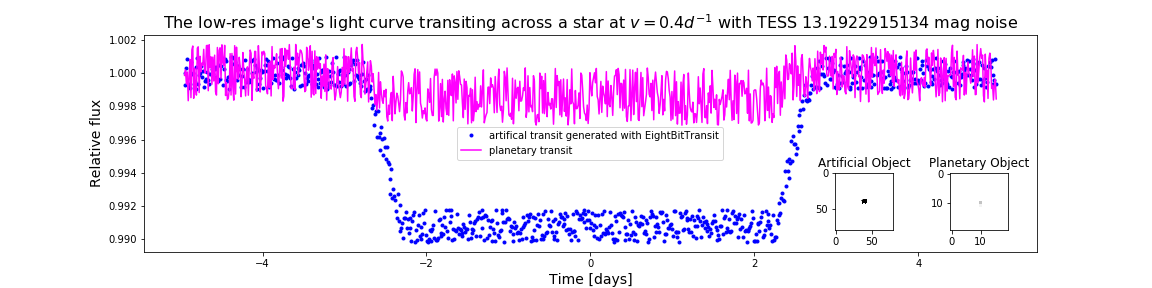 The low-res image's light curve transiting across a star at v = 0.4d⁻¹ with TESS 13.1922915134 mag noise
1.002
1.000
0.998
0.996
0.994
0.992
0.990
Relative flux
artifical transit generated with EightBitTransit
planetary transit
Artificial Object
0
50
0 50
Planetary Object
0
10
0 10
−4 −2 0 2 4
Time [days]